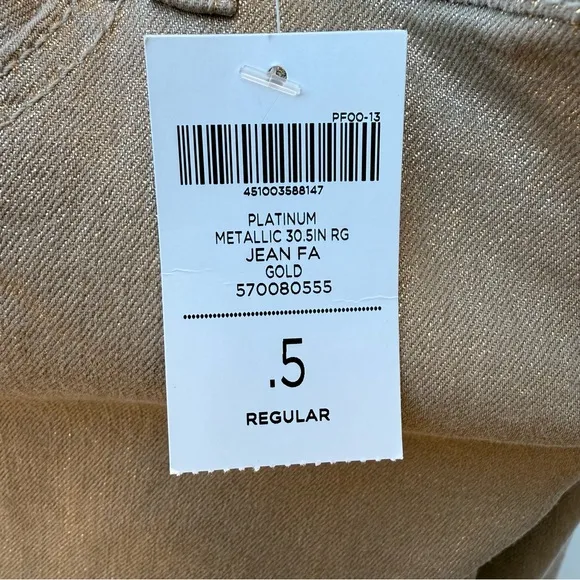 PF00-13
451003588147
PLATINUM
METALLIC 30.5IN RG
JEAN FA
GOLD
570080555
.5
REGULAR